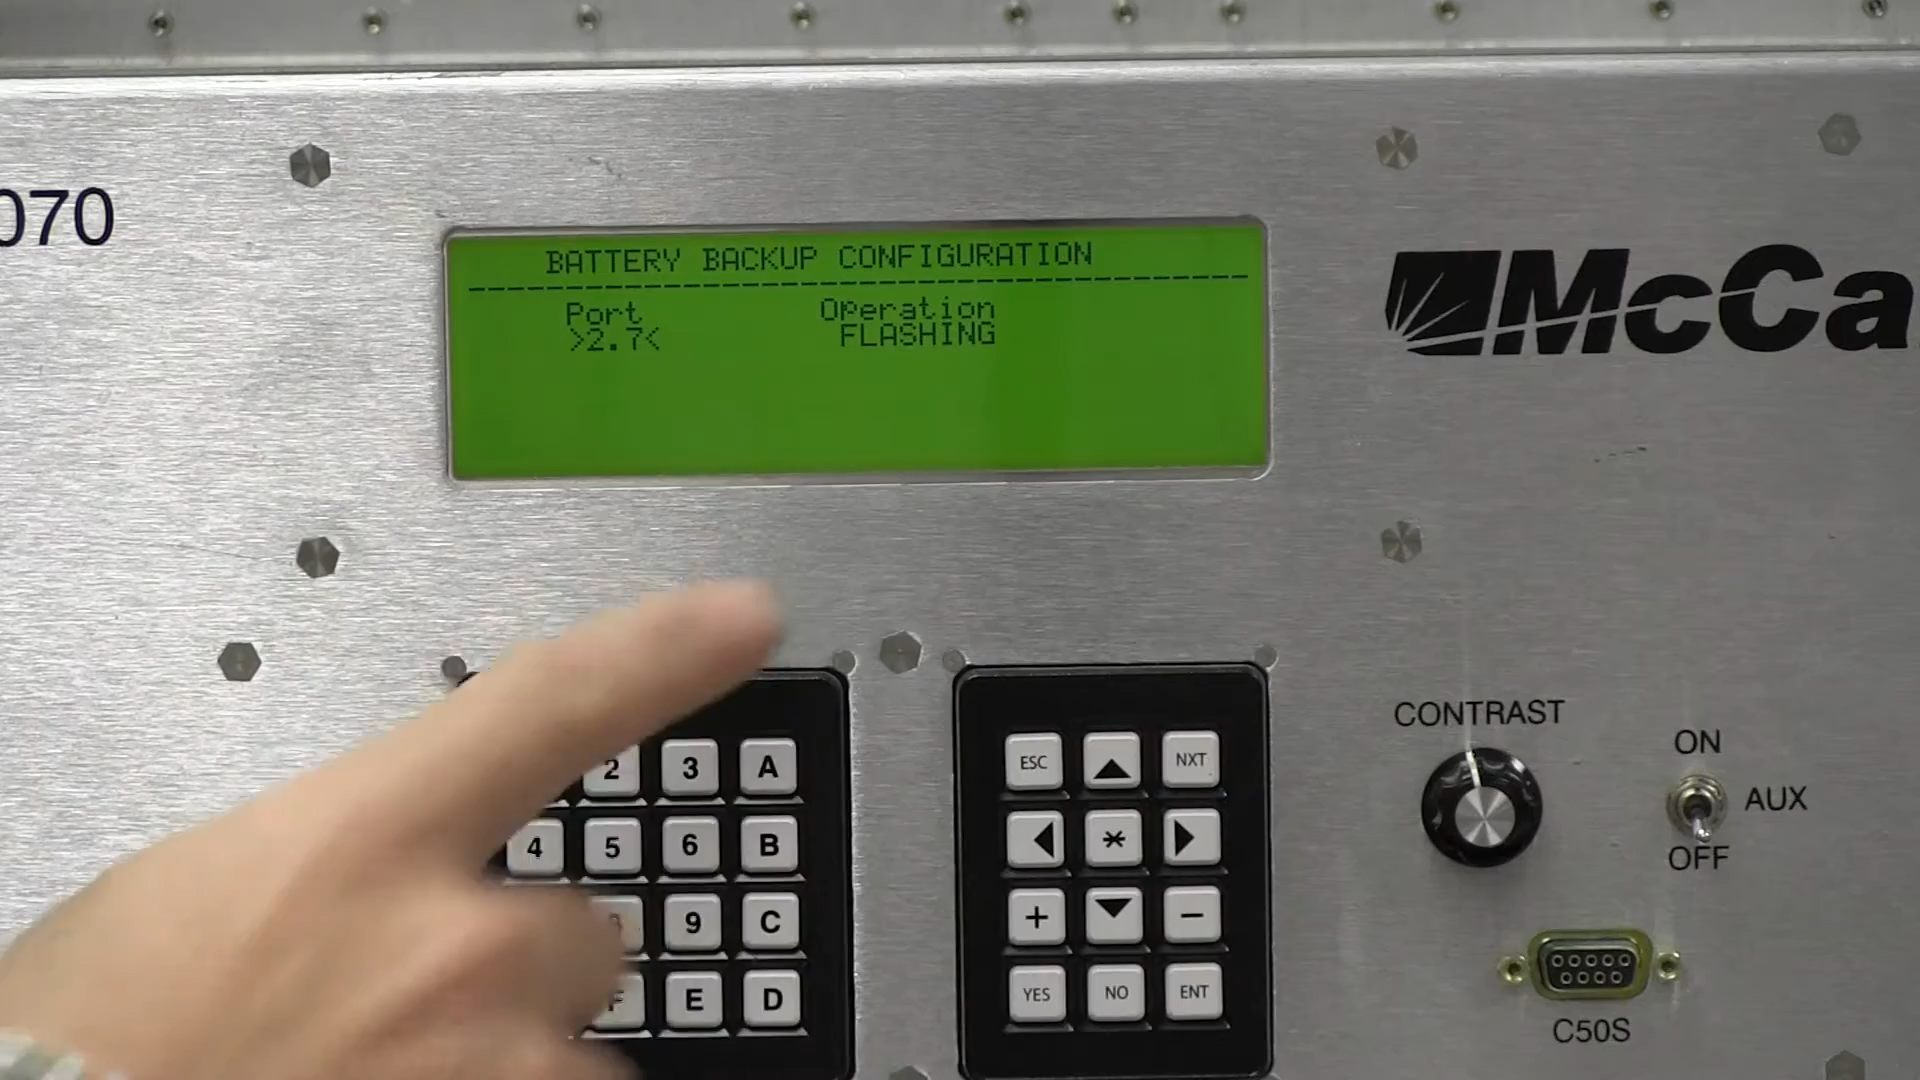 070
BATTERY BACKUP CONFIGURATION
----------------------------------------
Port Operation
>2.7< FLASHING
McCa
CONTRAST
ON
AUX
OFF
C50S
2 3 A
4 5 6 B
9 C
F E D
ESC NXT
*
+ -
YES NO ENT